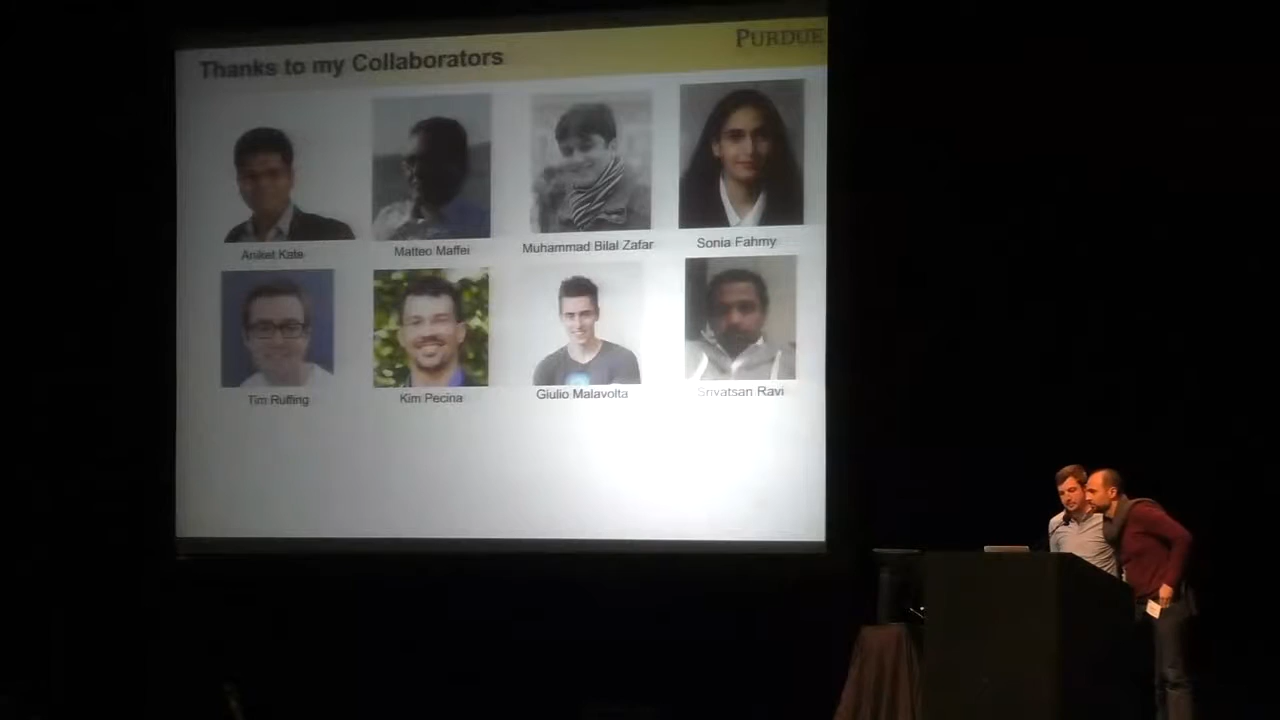 PURDUE
Thanks to my Collaborators
Aniket Kate
Matteo Maffei
Muhammad Bilal Zafar
Sonia Fahmy
Tim Ruffing
Kim Pecina
Giulio Malavolta
Srivatsan Ravi